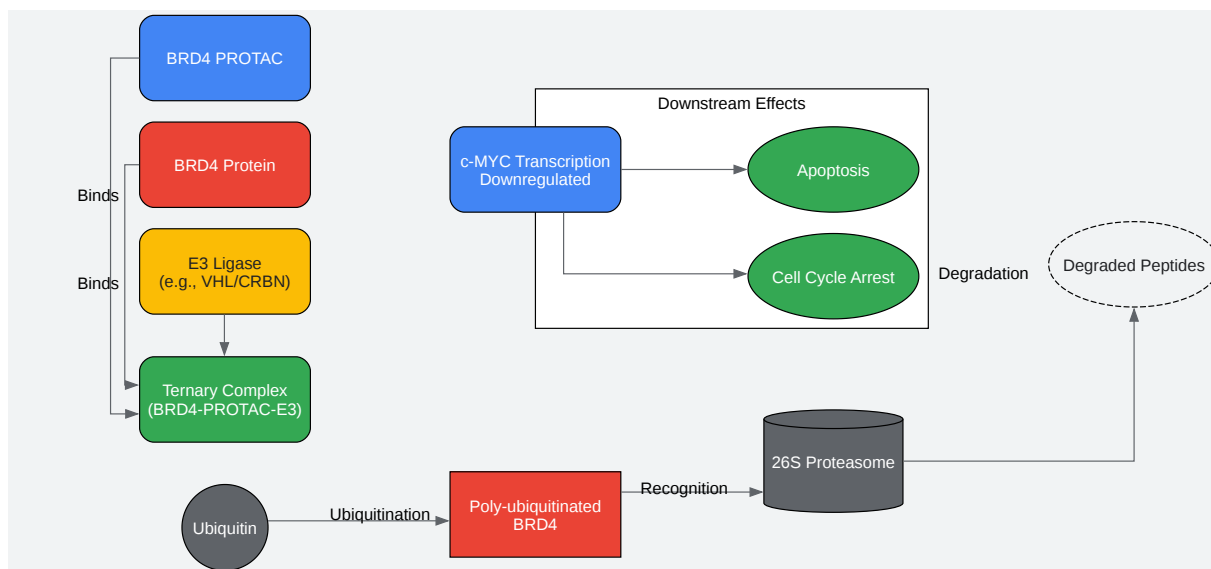 BRD4 PROTAC
BRD4 Protein
Binds
E3 Ligase
(e.g., VHL/CRBN)
Binds
Ternary Complex
(BRD4-PROTAC-E3)
Downstream Effects
c-MYC Transcription
Downregulated
Apoptosis
Cell Cycle Arrest
Degradation
Degraded Peptides
26S Proteasome
Ubiquitin
Ubiquitination
Poly-ubiquitinated
BRD4
Recognition